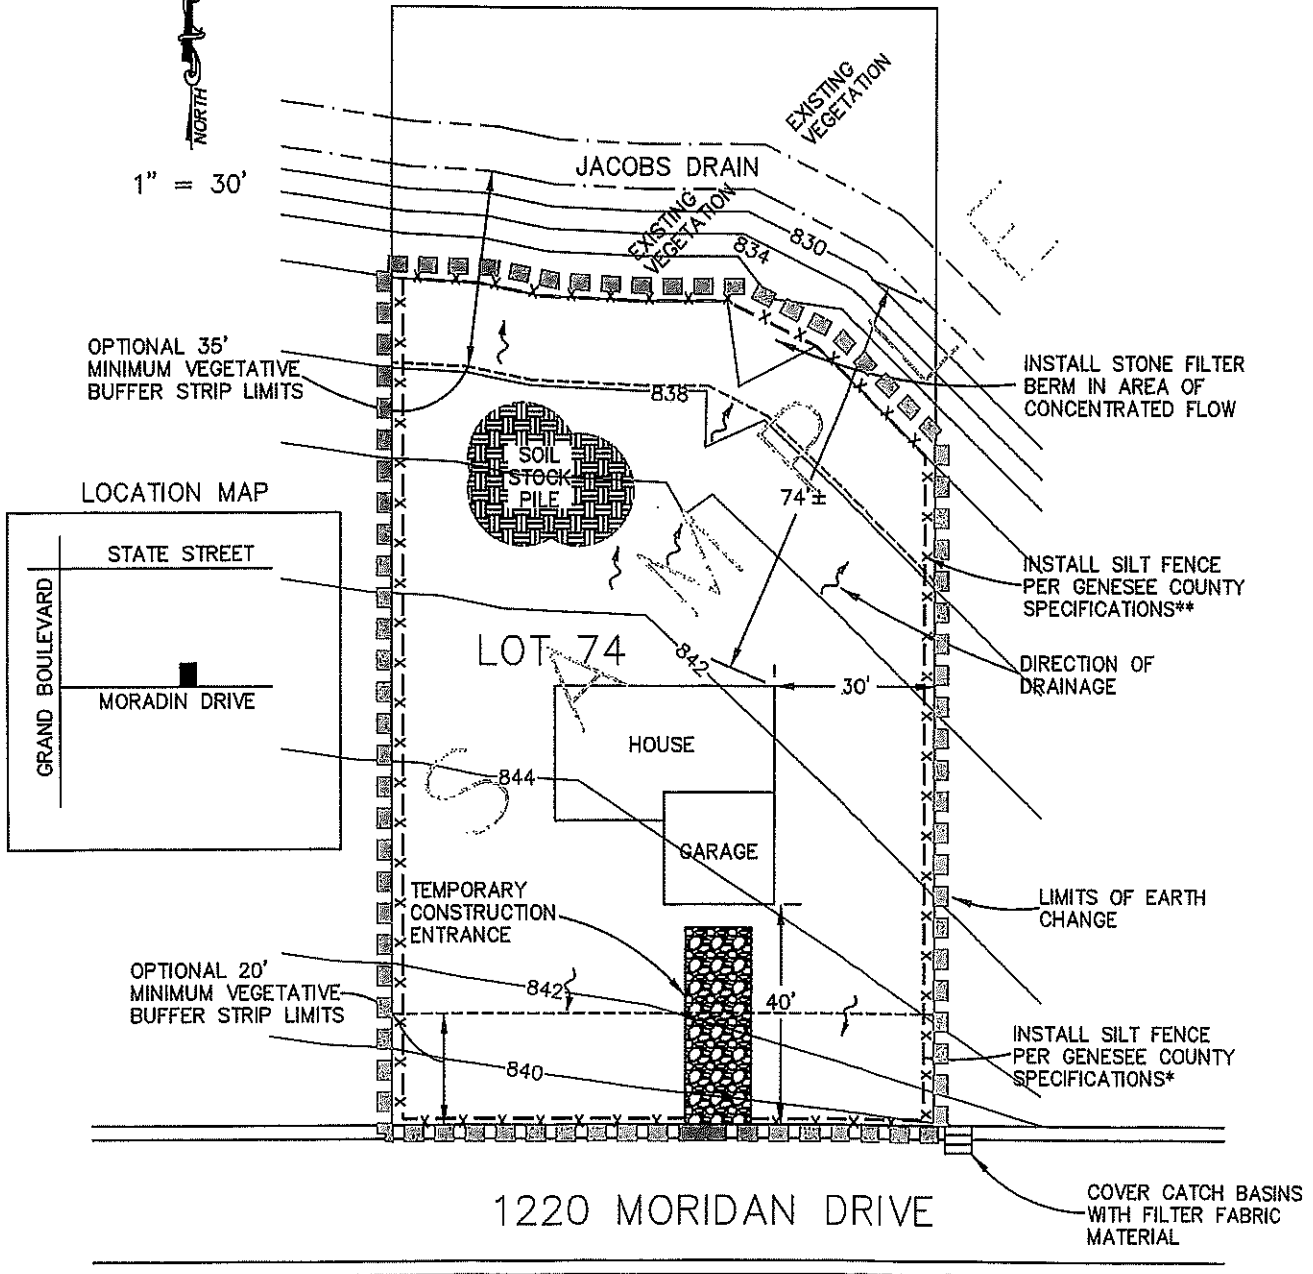 NORTH
1" = 30'
EXISTING
VEGETATION
JACOBS DRAIN
EXISTING
VEGETATION
830
834
OPTIONAL 35'
MINIMUM VEGETATIVE
BUFFER STRIP LIMITS
INSTALL STONE FILTER
BERM IN AREA OF
CONCENTRATED FLOW
838
SOIL
STOCK
PILE
74'±
LOCATION MAP
STATE STREET
GRAND BOULEVARD
MORADIN DRIVE
INSTALL SILT FENCE
PER GENESEE COUNTY
SPECIFICATIONS**
DIRECTION OF
DRAINAGE
LOT 74
842
30'
HOUSE
844
GARAGE
SAMPLE
TEMPORARY
CONSTRUCTION
ENTRANCE
LIMITS OF EARTH
CHANGE
OPTIONAL 20'
MINIMUM VEGETATIVE
BUFFER STRIP LIMITS
842
40'
840
INSTALL SILT FENCE
PER GENESEE COUNTY
SPECIFICATIONS*
1220 MORIDAN DRIVE
COVER CATCH BASINS
WITH FILTER FABRIC
MATERIAL